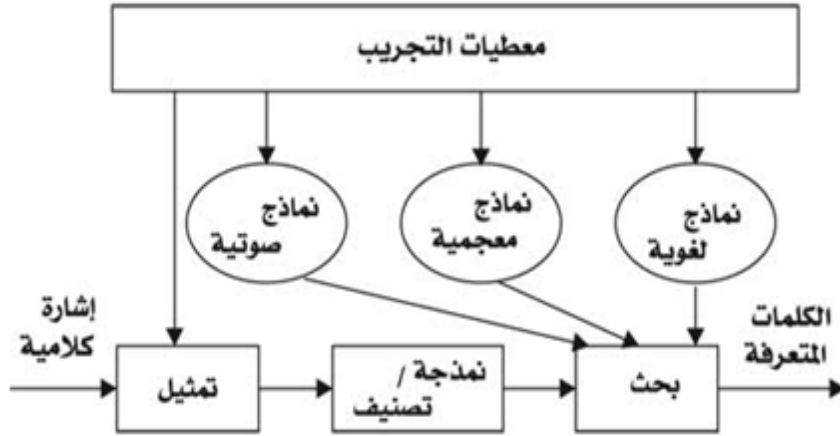 معطيات التجريب
نماذج
صوتية
نماذج
معجمية
نماذج
لغوية
إشارة
كلامية
تمثيل
نمذجة /
تصنيف
بحث
الكلمات
المتعرفة